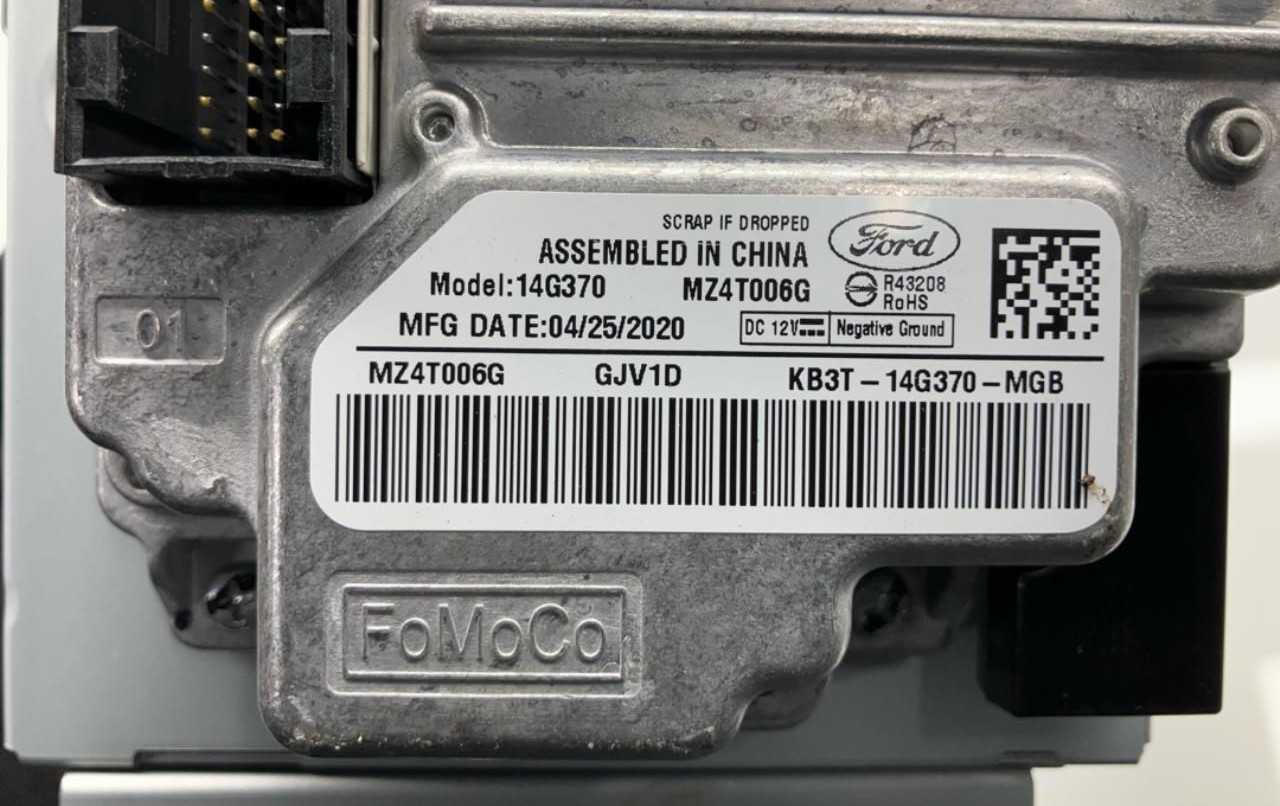 SCRAP IF DROPPED
ASSEMBLED IN CHINA
Ford
Model:14G370 MZ4T006G
R43208
RoHS
MFG DATE:04/25/2020
DC 12V
Negative Ground
MZ4T006G GJV1D KB3T-14G370-MGB
01
FoMoCo